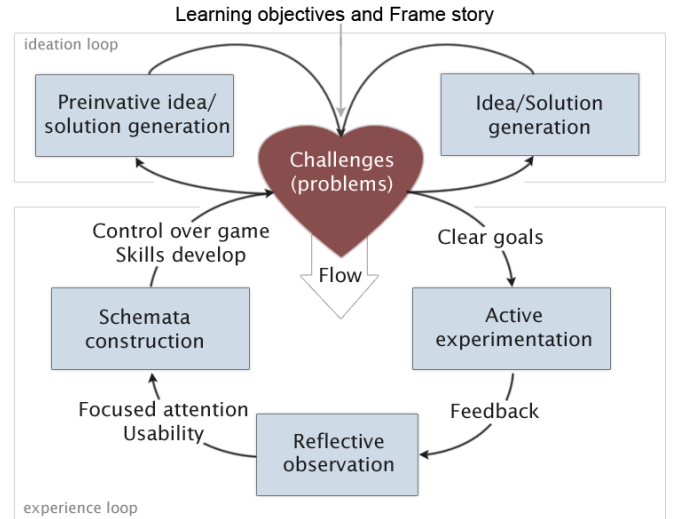 Learning objectives and Frame story
ideation loop
Preinvative idea/
solution generation
Idea/Solution
generation
Challenges
(problems)
Control over game
Skills develop
Clear goals
Flow
Schemata
construction
Active
experimentation
Focused attention
Usability
Feedback
Reflective
observation
experience loop